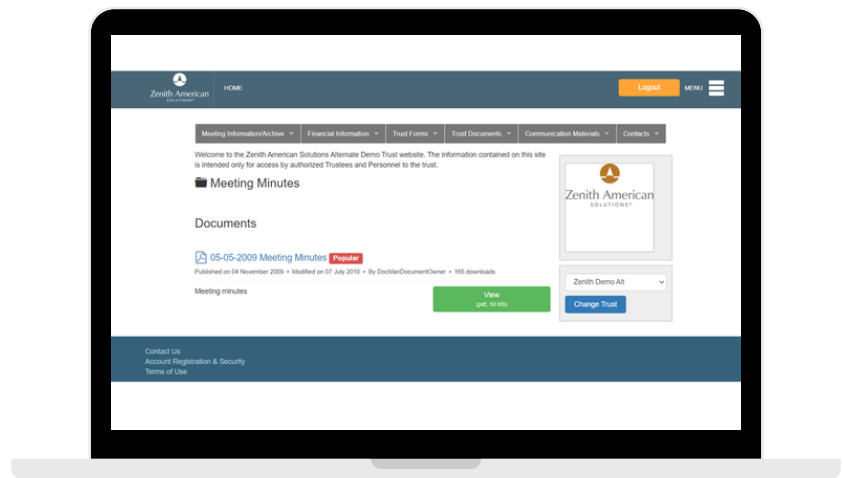 Zenith American
SOLUTIONS®
HOME
Logout
MENU
Meeting Information/Archive
Financial Information
Trust Forms
Trust Documents
Communication Materials
Contacts
Welcome to the Zenith American Solutions Alternate Demo Trust website. The information contained on this site
is intended only for access by authorized Trustees and Personnel to the trust.
Meeting Minutes
Documents
05-05-2009 Meeting Minutes Popular
Published on 04 November 2009 • Modified on 07 July 2010 • By DocManDocumentOwner • 165 downloads
Meeting minutes
View
(pdf, 10 KB)
Zenith American
SOLUTIONS®
Zenith Demo Alt
Change Trust
Contact Us
Account Registration & Security
Terms of Use